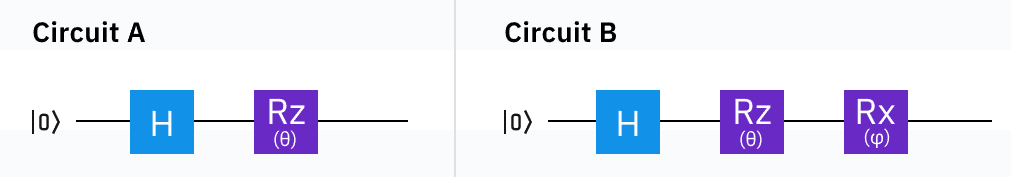 Circuit A
|0⟩ H Rz
(θ)
Circuit B
|0⟩ H Rz Rx
(θ) (φ)